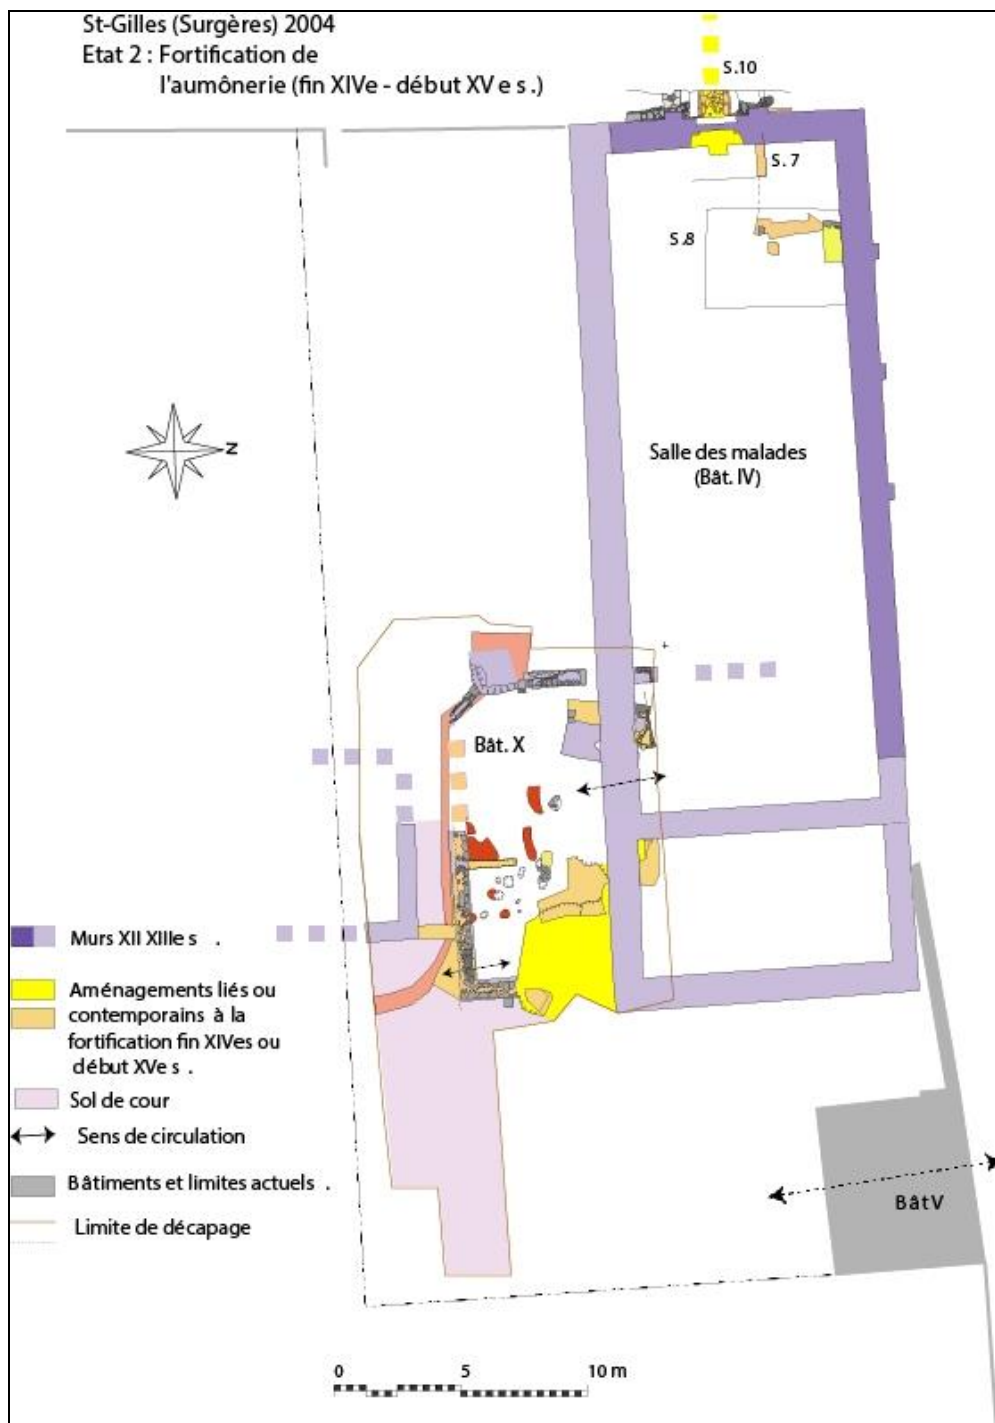 St-Gilles (Surgères) 2004
Etat 2 : Fortification de
l'aumônerie (fin XIVe - début XV e s .)
S.10
S. 7
S .8
N
Salle des malades
(Bât. IV)
Bât. X
Murs XII XIIIe s .
Aménagements liés ou
contemporains à la
fortification fin XIVes ou
début XVe s .
Sol de cour
Sens de circulation
Bâtiments et limites actuels .
Limite de décapage
Bât V
0 5 10 m